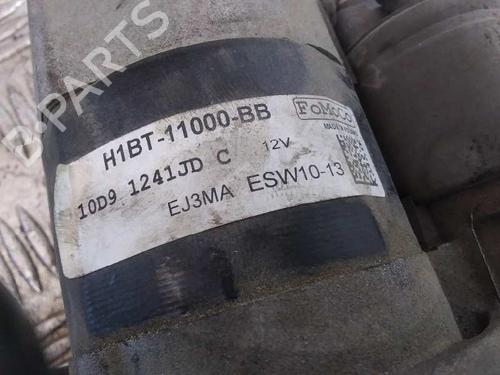 B-PARTS
H1BT-11000-BB
FoMoCo
10D9 1241JD C 12V
EJ3MA ESW10-13